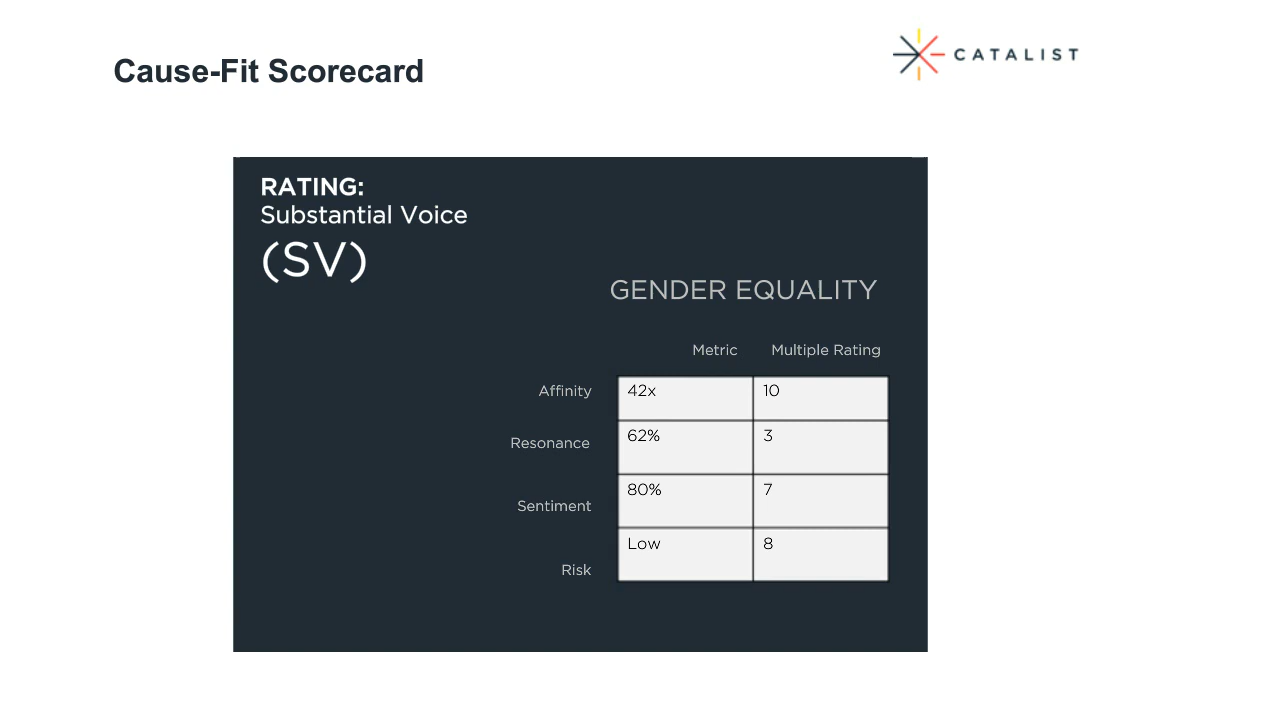 Cause-Fit Scorecard
CATALIST
RATING:
Substantial Voice
(SV)
GENDER EQUALITY
Metric Multiple Rating
Affinity 42x 10
Resonance 62% 3
Sentiment 80% 7
Risk Low 8